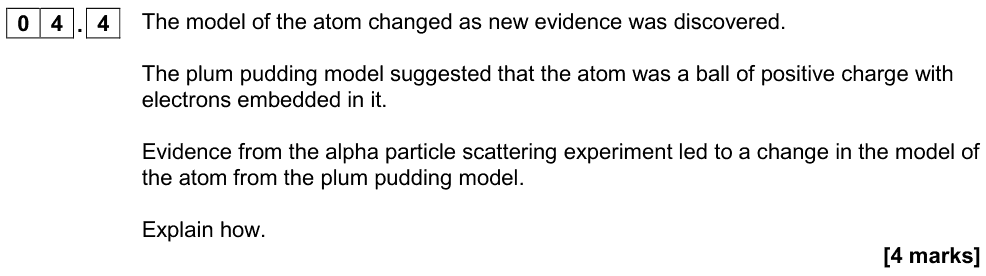 04.4 The model of the atom changed as new evidence was discovered.
The plum pudding model suggested that the atom was a ball of positive charge with
electrons embedded in it.
Evidence from the alpha particle scattering experiment led to a change in the model of
the atom from the plum pudding model.
Explain how.
[4 marks]